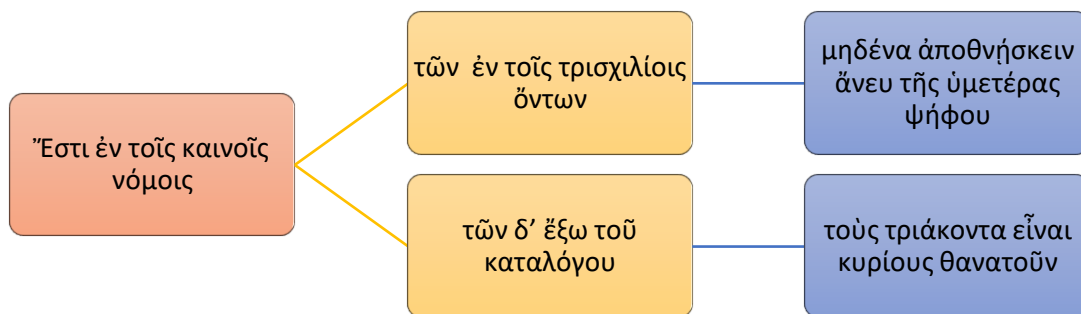 Ἔστι ἐν τοῖς καινοῖς
νόμοις
τῶν ἐν τοῖς τρισχιλίοις
ὄντων
μηδένα ἀποθνῄσκειν
ἄνευ τῆς ὑμετέρας
ψήφου
τῶν δ’ ἔξω τοῦ
καταλόγου
τοὺς τριάκοντα εἶναι
κυρίους θανατοῦν